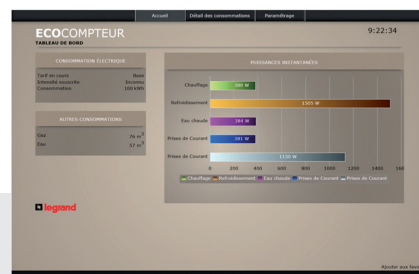 Accueil
Détail des consommations
Paramétrage
ECOCOMPTEUR
TABLEAU DE BORD
9:22:34
CONSOMMATION ÉLECTRIQUE
Tarif en cours Base
Intensité souscrite Inconnu
Consommation 100 kWh
AUTRES CONSOMMATIONS
Gaz 76 m3
Eau 57 m3
PUISSANCES INSTANTANÉES
Chauffage 380 W
Refroidissement 1505 W
Eau chaude 384 W
Prises de Courant 381 W
Prises de Courant 1130 W
0 200 400 600 800 1000 1200 1400
Chauffage Refroidissement Eau chaude Prises de Courant Prises de Courant
legrand
Ajouter aux